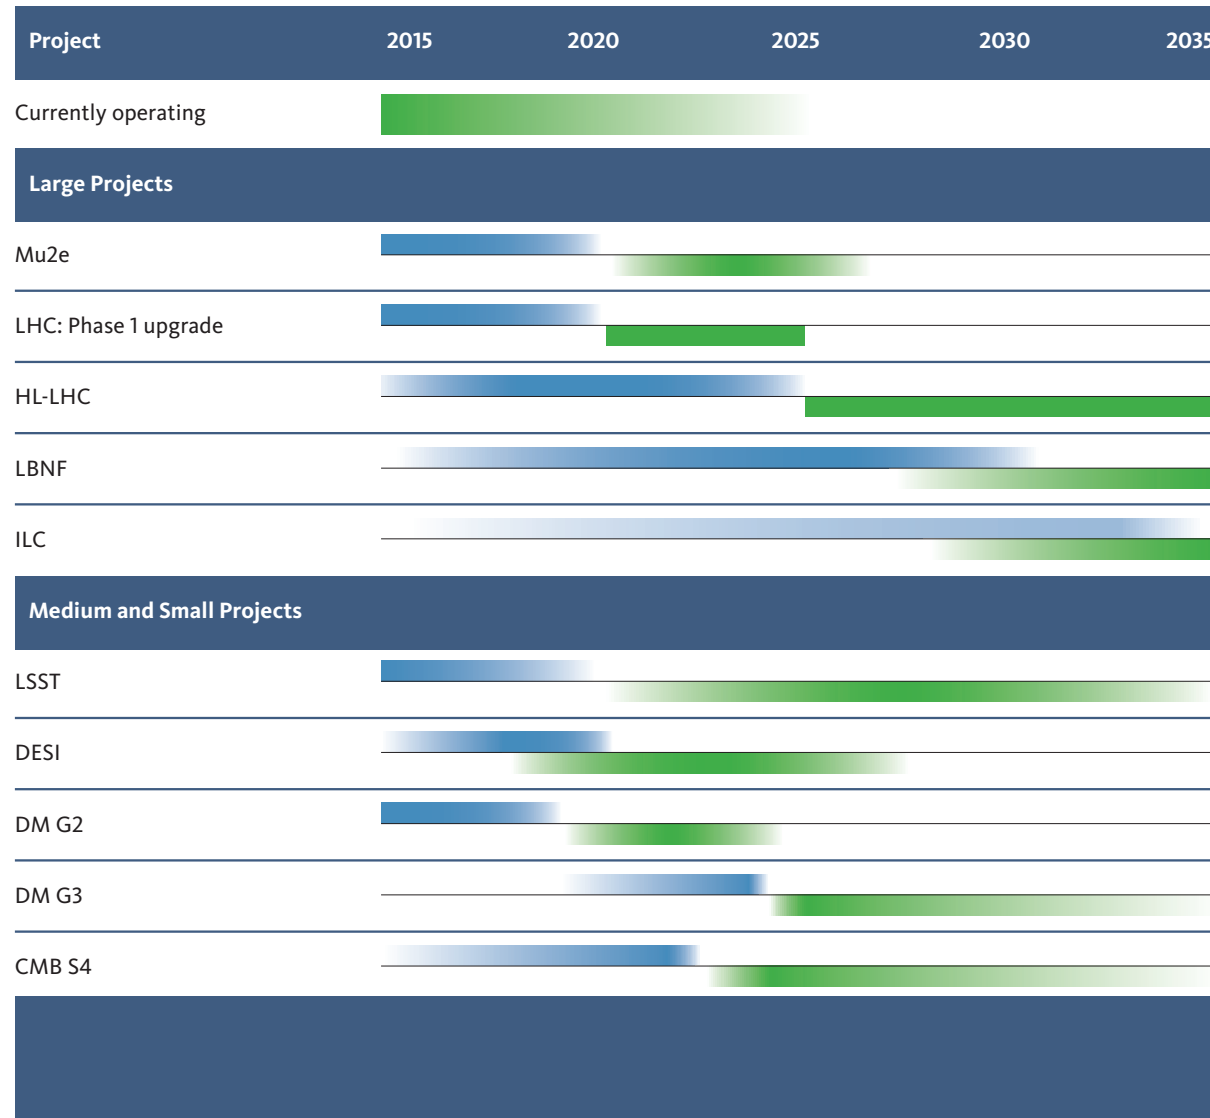 Project 2015 2020 2025 2030 2035
Currently operating
Large Projects
Mu2e
LHC: Phase 1 upgrade
HL-LHC
LBNF
ILC
Medium and Small Projects
LSST
DESI
DM G2
DM G3
CMB S4